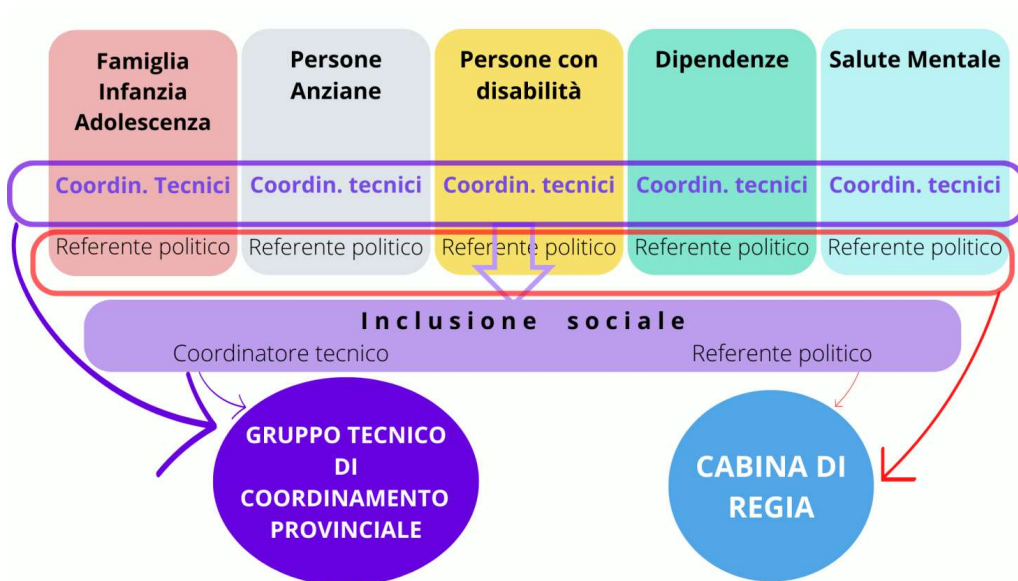 Famiglia
Infanzia
Adolescenza
Persone
Anziane
Persone con
disabilità
Dipendenze
Salute Mentale
Coordin. Tecnici
Coordin. tecnici
Coordin. tecnici
Coordin. tecnici
Coordin. tecnici
Referente politico
Referente politico
Referente politico
Referente politico
Referente politico
Inclusione sociale
Coordinatore tecnico
Referente politico
GRUPPO TECNICO
DI
COORDINAMENTO
PROVINCIALE
CABINA DI
REGIA